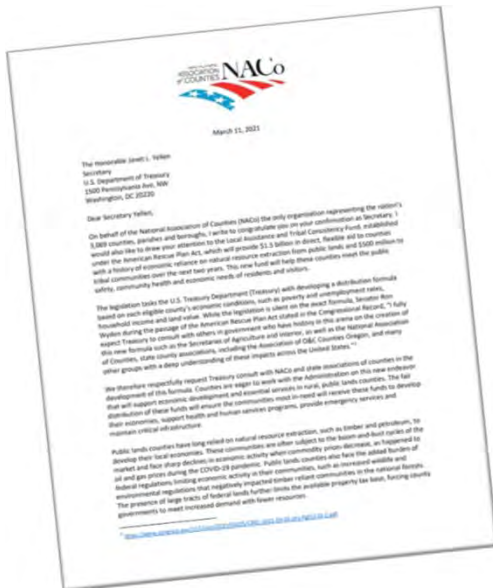 NATIONAL ASSOCIATION of COUNTIES NACo
March 11, 2021
The Honorable Janet L. Yellen
Secretary
U.S. Department of Treasury
1500 Pennsylvania Ave, NW
Washington, DC 20220
Dear Secretary Yellen,
On behalf of the National Association of Counties (NACo) the only organization representing the nation's
3,069 counties, parishes and boroughs, I write to congratulate you on your confirmation as Secretary. I
would also like to draw your attention to the Local Assistance and Tribal Consistency Fund, established
under the American Rescue Plan Act, which will provide $1.5 billion in direct, flexible aid to counties
with a history of economic reliance on natural resource extraction from public lands and $500 million to
tribal communities over the next two years. This new fund will help these counties meet the public
safety, community health and economic needs of residents and visitors.
The legislation tasks the U.S. Treasury Department (Treasury) with developing a distribution formula
based on each eligible county's economic conditions, such as poverty and unemployment rates,
household income and land value. While the legislation is silent on the exact formula, Senator Ron
Wyden during the passage of the American Rescue Plan Act stated in the Congressional Record, "I fully
expect Treasury to consult with others in government who have history in this arena on the creation of
this new formula such as the Secretaries of Agriculture and Interior, as well as the National Association
of Counties, state county associations, including the Association of O&C Counties Oregon, and many
other groups with a deep understanding of these impacts across the United States."
We therefore respectfully request Treasury consult with NACo and state associations of counties in the
development of this formula. Counties are eager to work with the Administration on this new endeavor
that will support economic development and essential services in rural, public lands counties. The fair
distribution of these funds will ensure the communities most in-need will receive these funds to develop
their economies, support health and human services programs, provide emergency services and
maintain critical infrastructure.
Public lands counties have long relied on natural resource extraction, such as timber and petroleum, to
develop their local economies. These communities are often subject to the boom-and-bust cycles of the
market and face sharp declines in economic activity when commodity prices decrease, as happened to
oil and gas prices during the COVID-19 pandemic. Public lands counties also face the added burden of
federal regulations limiting economic activity in their communities, such as increased wildfire and
environmental regulations that negatively impacted timber reliant communities in the national forests.
The presence of large tracts of federal lands further limits the available property tax base, forcing county
governments to meet increased demand with fewer resources.